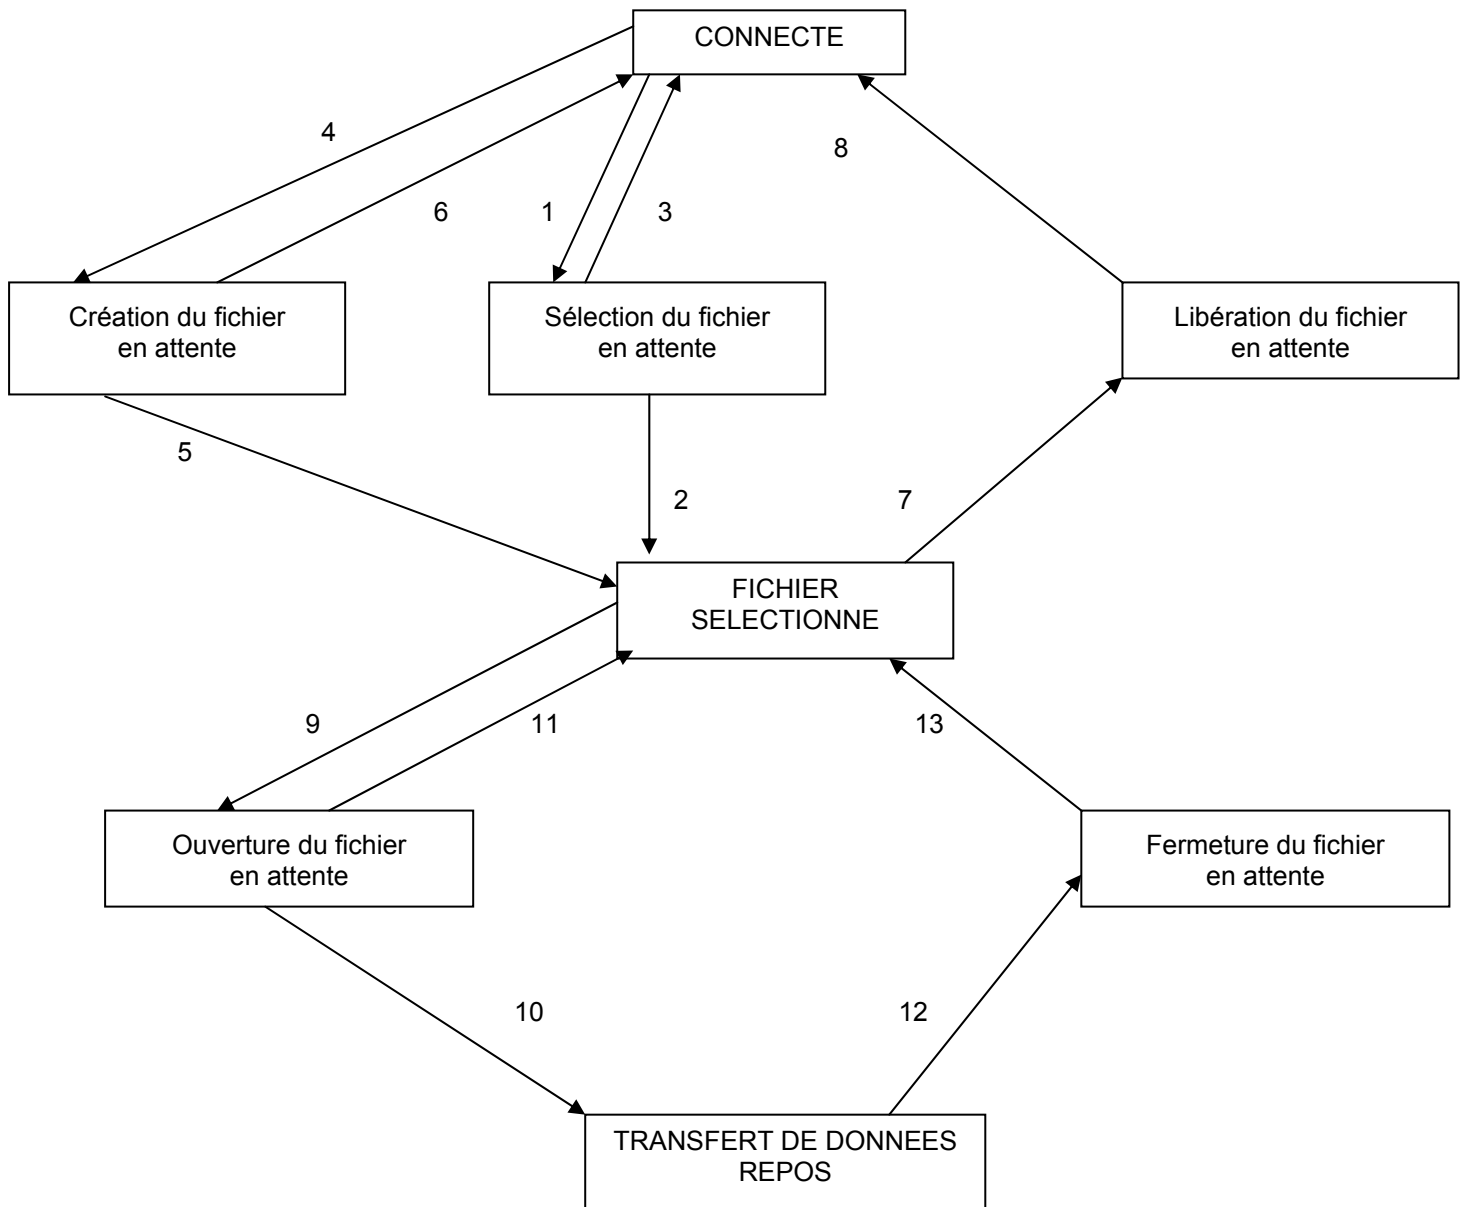 CONNECTE
4
8
6
1
3
Création du fichier
en attente
Sélection du fichier
en attente
Libération du fichier
en attente
5
2
7
FICHIER
SELECTIONNE
9
11
13
Ouverture du fichier
en attente
Fermeture du fichier
en attente
10
12
TRANSFERT DE DONNEES
REPOS